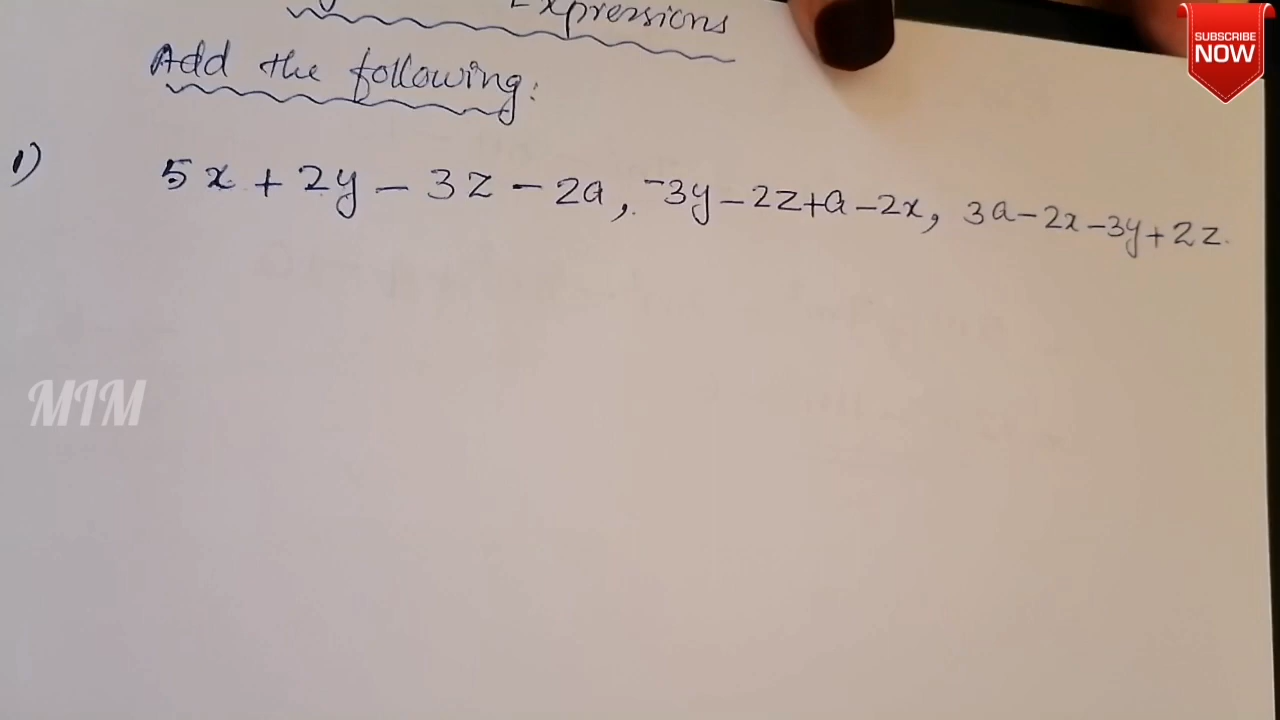 Expressions
SUBSCRIBE
NOW
Add the following:
1) 5x + 2y - 3z - 2a, -3y - 2z + a - 2x, 3a - 2x - 3y + 2z.
MIM